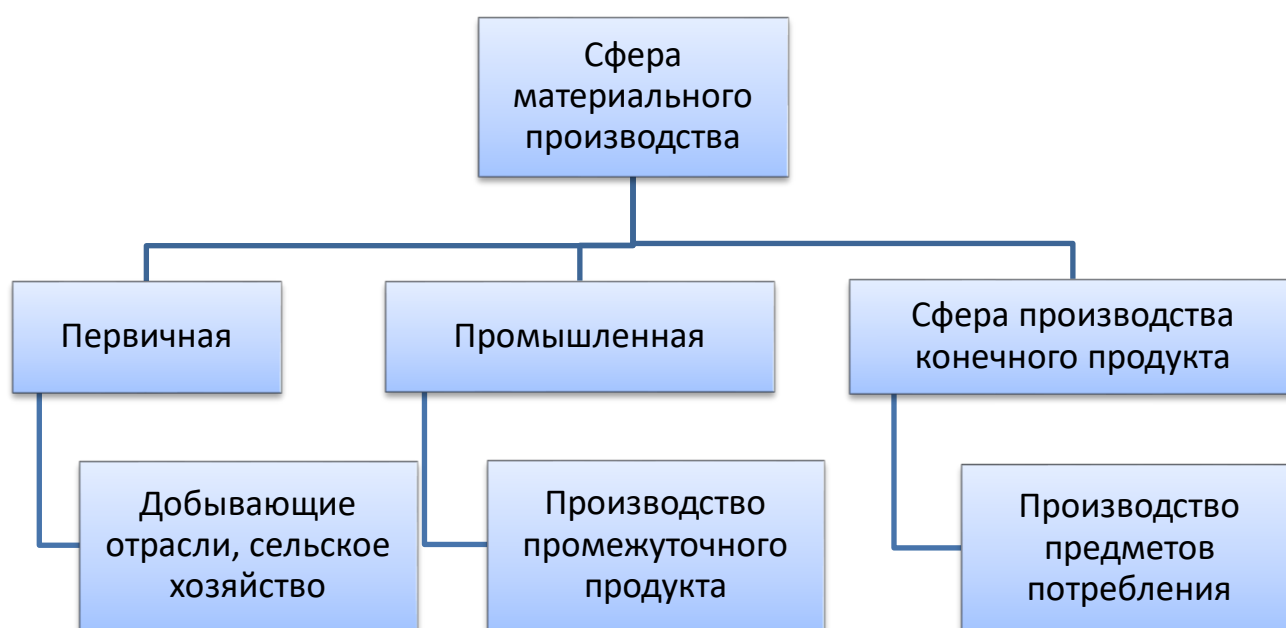 Сфера
материального
производства
Первичная
Промышленная
Сфера производства
конечного продукта
Добывающие
отрасли, сельское
хозяйство
Производство
промежуточного
продукта
Производство
предметов
потребления